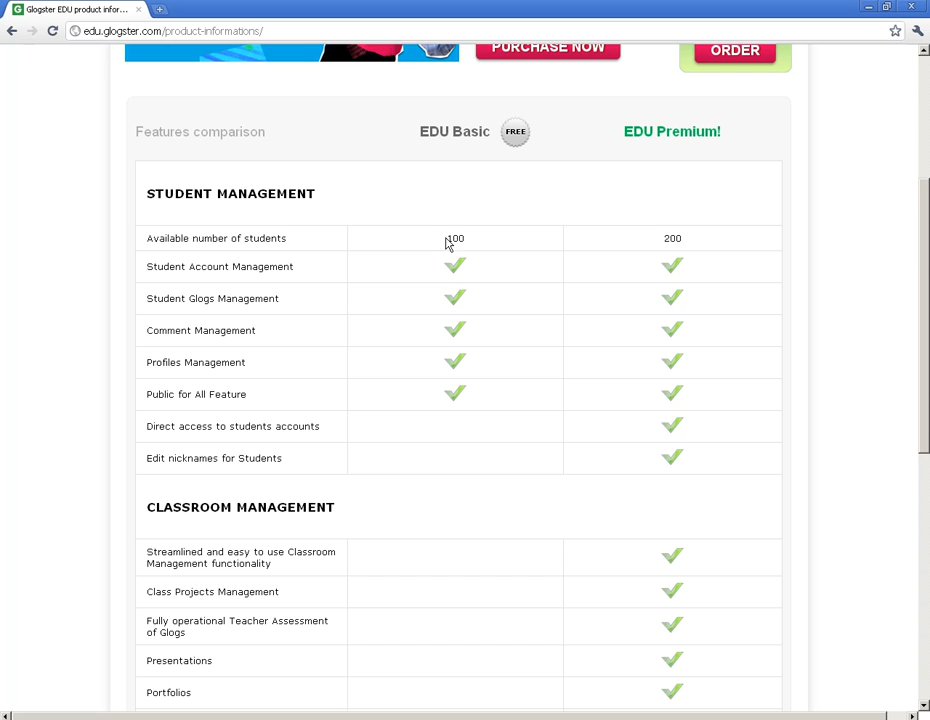 Glogster EDU product infor...
edu.glogster.com/product-informations/
PURCHASE NOW
ORDER
Features comparison
EDU Basic FREE
EDU Premium!
STUDENT MANAGEMENT
Available number of students 100 200
Student Account Management
Student Glogs Management
Comment Management
Profiles Management
Public for All Feature
Direct access to students accounts
Edit nicknames for Students
CLASSROOM MANAGEMENT
Streamlined and easy to use Classroom
Management functionality
Class Projects Management
Fully operational Teacher Assessment
of Glogs
Presentations
Portfolios